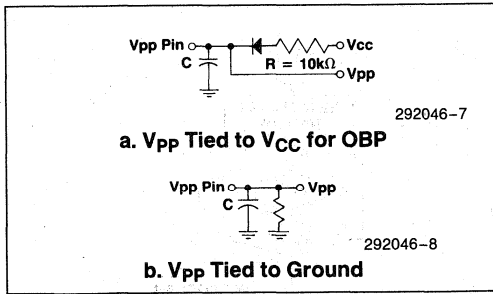 Vpp Pin
Vcc
C
R = 10kΩ
Vpp
292046-7
a. VPP Tied to VCC for OBP
Vpp Pin
Vpp
C
292046-8
b. VPP Tied to Ground